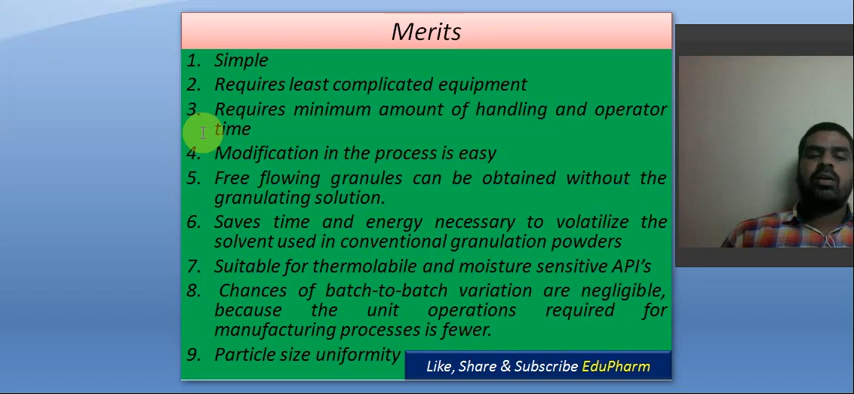 Merits
1. Simple
2. Requires least complicated equipment
3. Requires minimum amount of handling and operator
time
4. Modification in the process is easy
5. Free flowing granules can be obtained without the
granulating solution.
6. Saves time and energy necessary to volatilize the
solvent used in conventional granulation powders
7. Suitable for thermolabile and moisture sensitive API's
8. Chances of batch-to-batch variation are negligible,
because the unit operations required for
manufacturing processes is fewer.
9. Particle size uniformity
Like, Share & Subscribe EduPharm